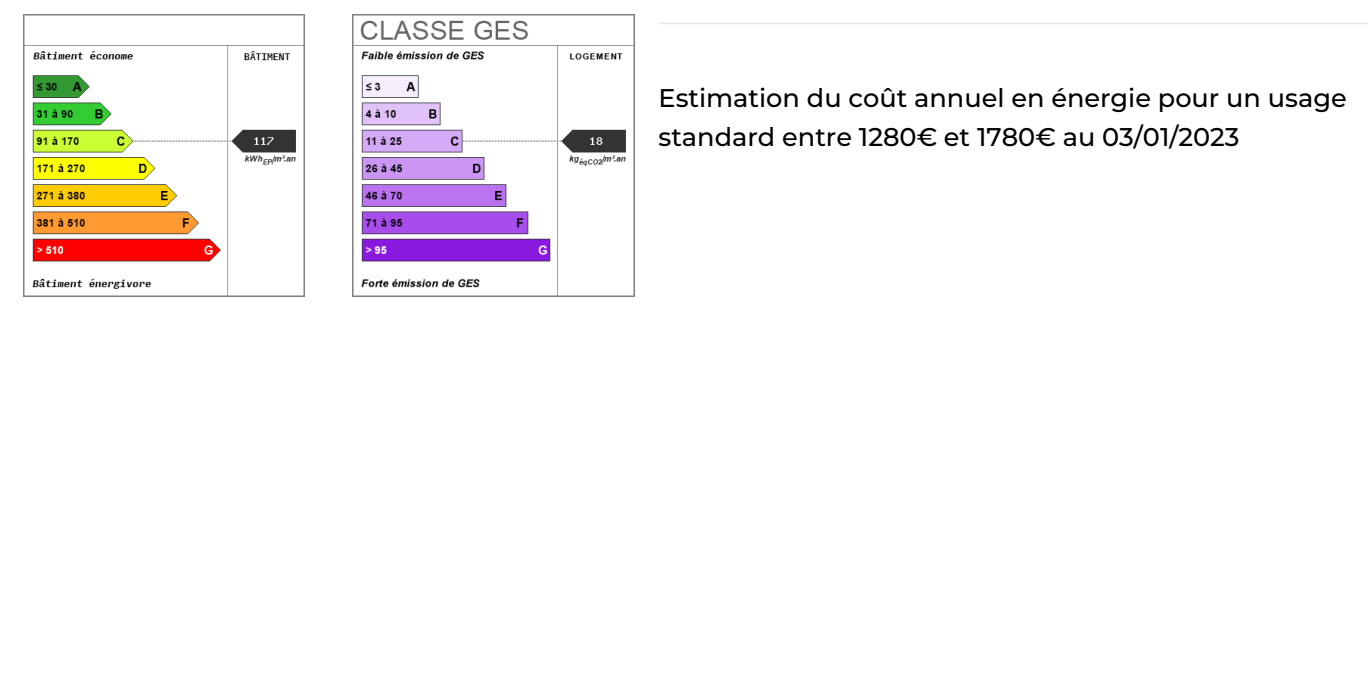 Bâtiment économe
BÂTIMENT
≤ 30 A
31 à 90 B
91 à 170 C
117
kWhEP/m².an
171 à 270 D
271 à 380 E
381 à 510 F
> 510 G
Bâtiment énergivore
CLASSE GES
Faible émission de GES
LOGEMENT
≤ 3 A
4 à 10 B
11 à 25 C
18
kgéqCO2/m².an
26 à 45 D
46 à 70 E
71 à 95 F
> 95 G
Forte émission de GES
Estimation du coût annuel en énergie pour un usage
standard entre 1280€ et 1780€ au 03/01/2023